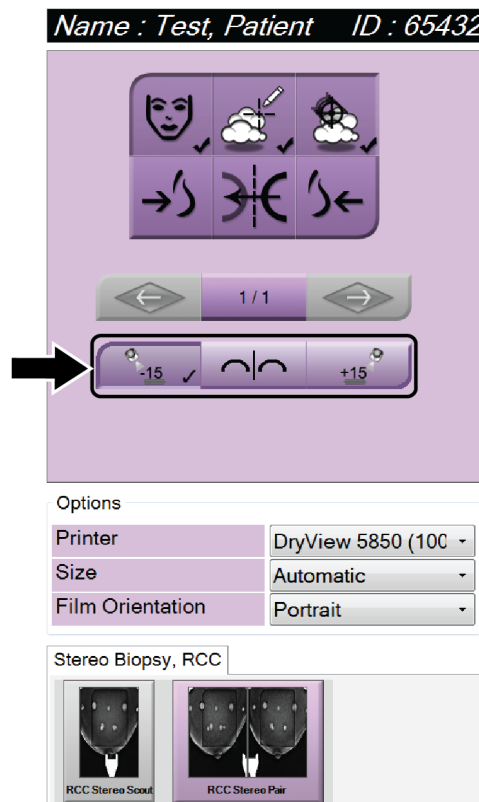 Name : Test, Patient ID : 65432
1 / 1
-15 +15
Options
Printer DryView 5850 (100
Size Automatic
Film Orientation Portrait
Stereo Biopsy, RCC
RCC Stereo Scout RCC Stereo Pair